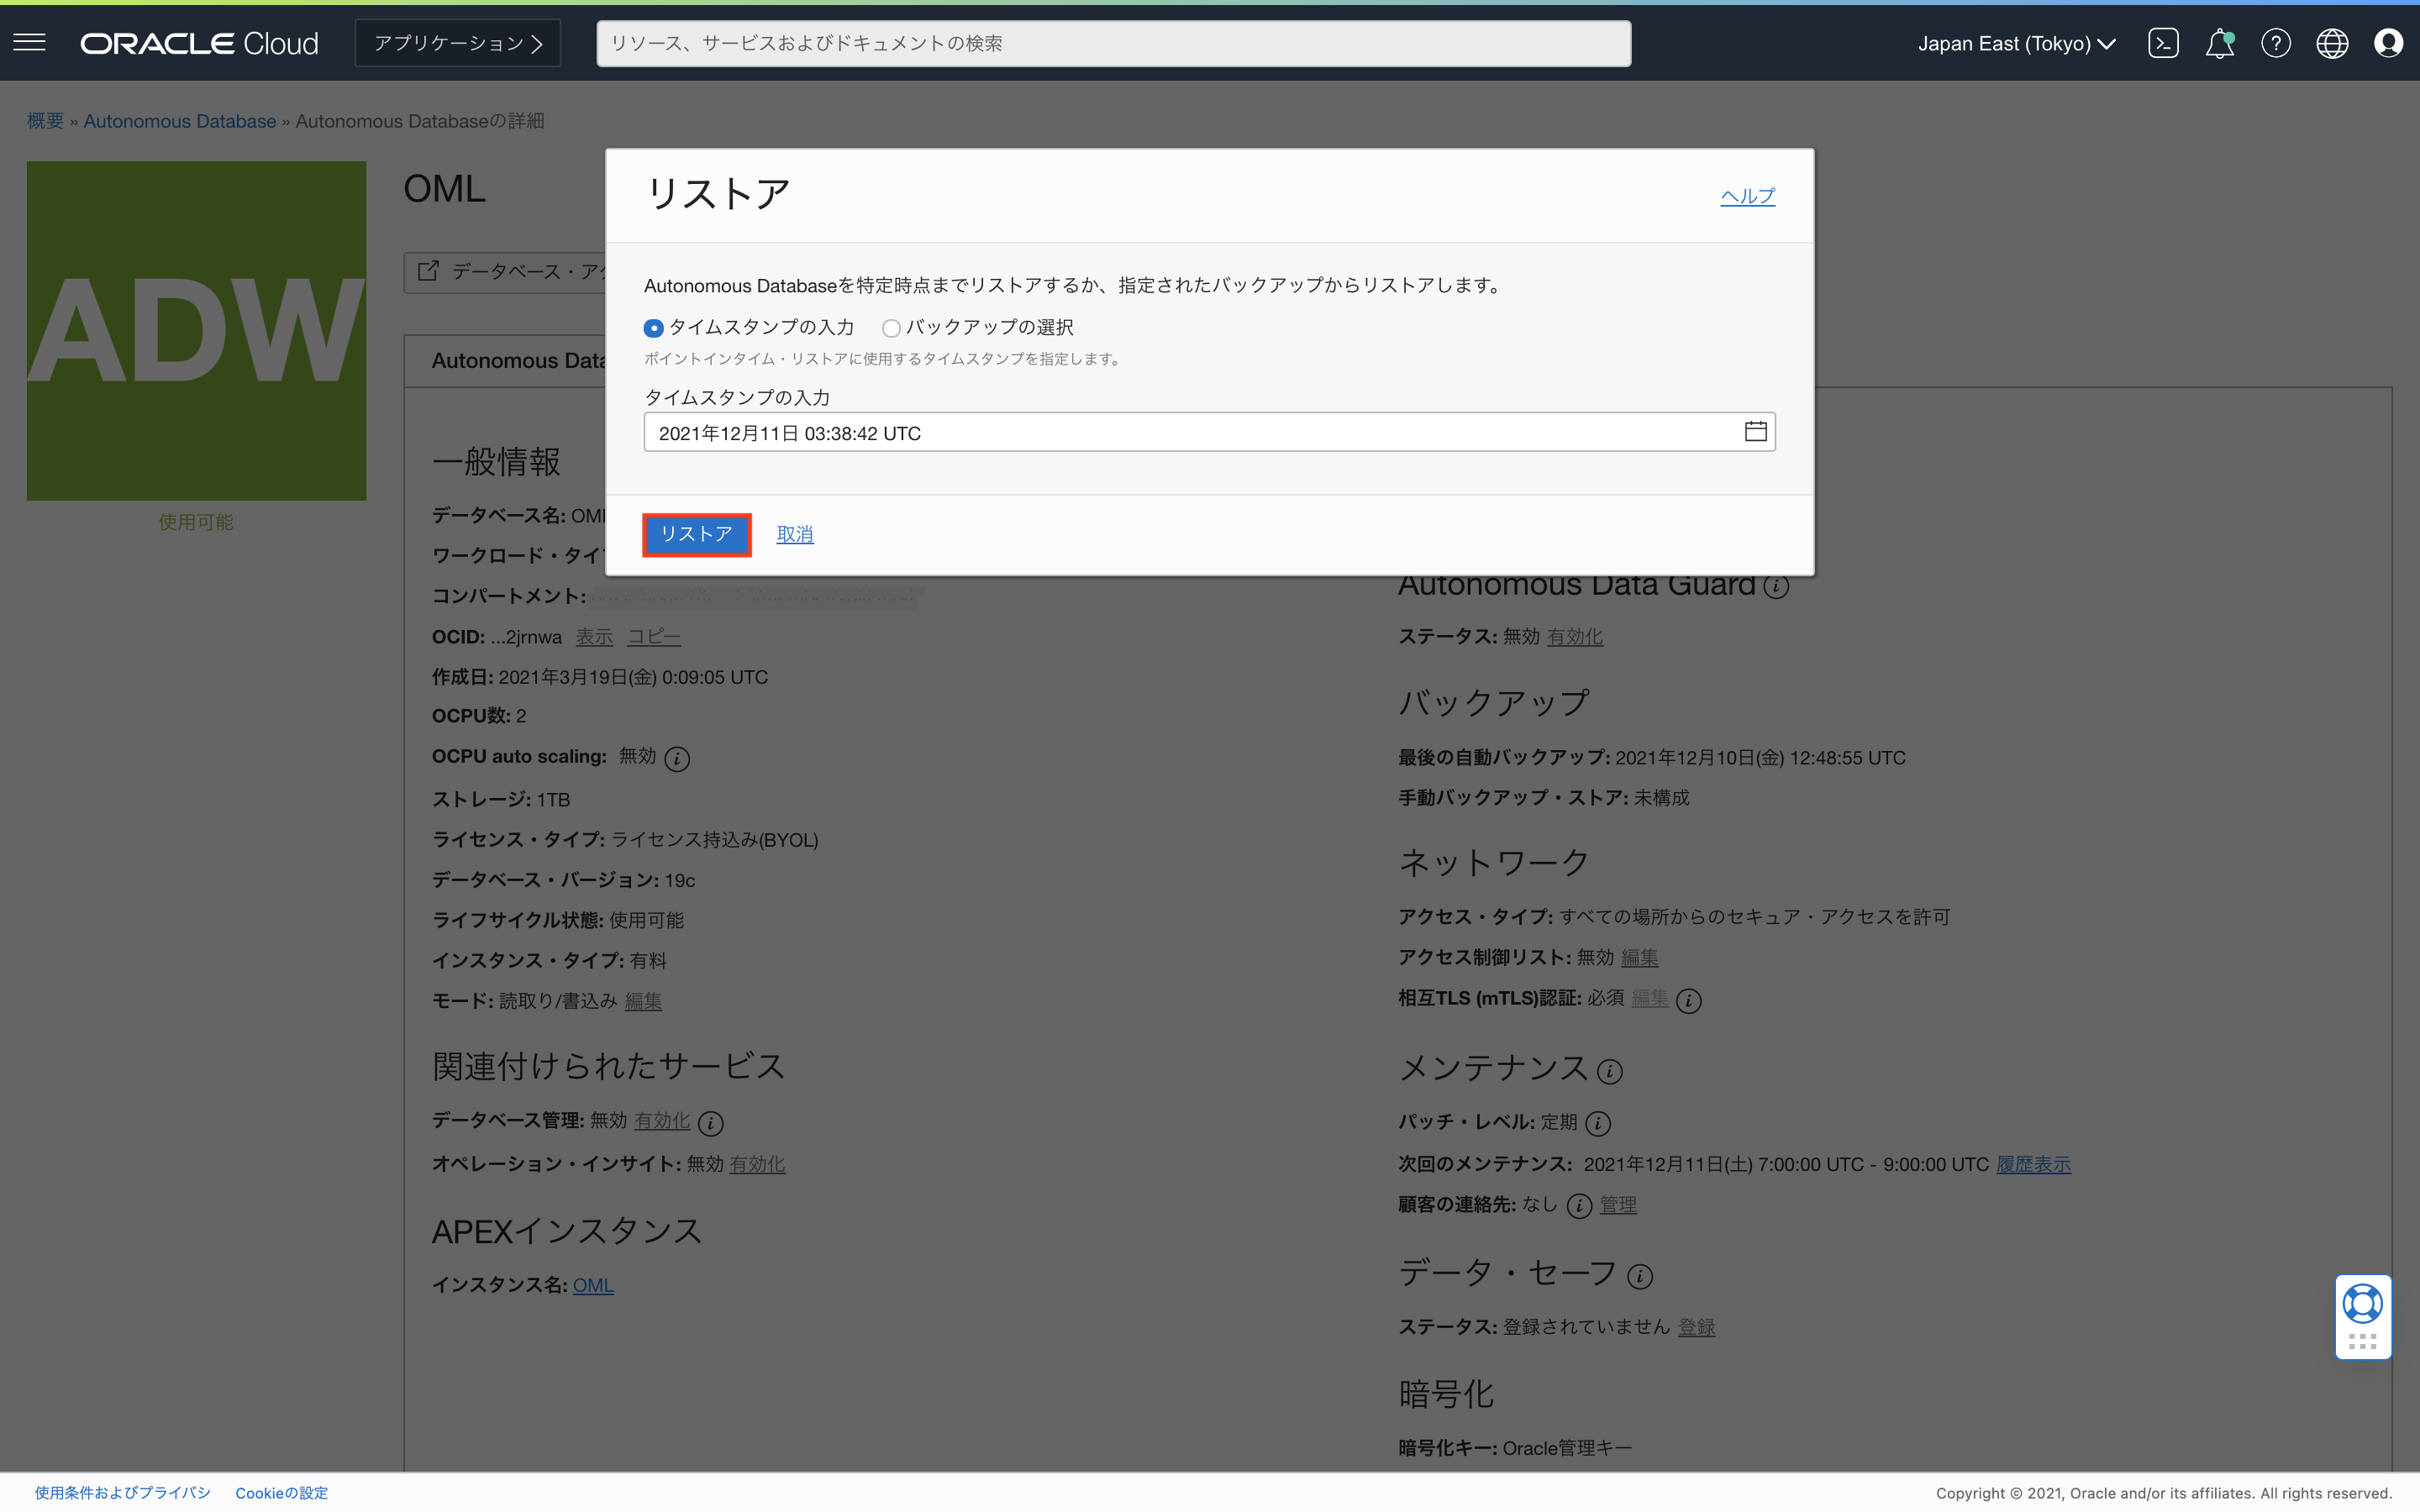 ORACLE Cloud
アプリケーション
リソース、サービスおよびドキュメントの検索
Japan East (Tokyo)
概要 » Autonomous Database » Autonomous Databaseの詳細
ADW
使用可能
OML
データベース・アク
Autonomous Data
リストア
ヘルプ
Autonomous Databaseを特定時点までリストアするか、指定されたバックアップからリストアします。
タイムスタンプの入力 バックアップの選択
ポイントインタイム・リストアに使用するタイムスタンプを指定します。
タイムスタンプの入力
2021年12月11日 03:38:42 UTC
リストア 取消
一般情報
データベース名: OML
ワークロード・タイプ
コンパートメント:
OCID: ...2jrnwa 表示 コピー
作成日: 2021年3月19日(金) 0:09:05 UTC
OCPU数: 2
OCPU auto scaling: 無効
ストレージ: 1TB
ライセンス・タイプ: ライセンス持込み(BYOL)
データベース・バージョン: 19c
ライフサイクル状態: 使用可能
インスタンス・タイプ: 有料
モード: 読取り/書込み 編集
関連付けられたサービス
データベース管理: 無効 有効化
オペレーション・インサイト: 無効 有効化
APEXインスタンス
インスタンス名: OML
Autonomous Data Guard
ステータス: 無効 有効化
バックアップ
最後の自動バックアップ: 2021年12月10日(金) 12:48:55 UTC
手動バックアップ・ストア: 未構成
ネットワーク
アクセス・タイプ: すべての場所からのセキュア・アクセスを許可
アクセス制御リスト: 無効 編集
相互TLS (mTLS)認証: 必須 編集
メンテナンス
パッチ・レベル: 定期
次回のメンテナンス: 2021年12月11日(土) 7:00:00 UTC - 9:00:00 UTC 履歴表示
顧客の連絡先: なし 管理
データ・セーフ
ステータス: 登録されていません 登録
暗号化
暗号化キー: Oracle管理キー
使用条件およびプライバシ Cookieの設定
Copyright © 2021, Oracle and/or its affiliates. All rights reserved.